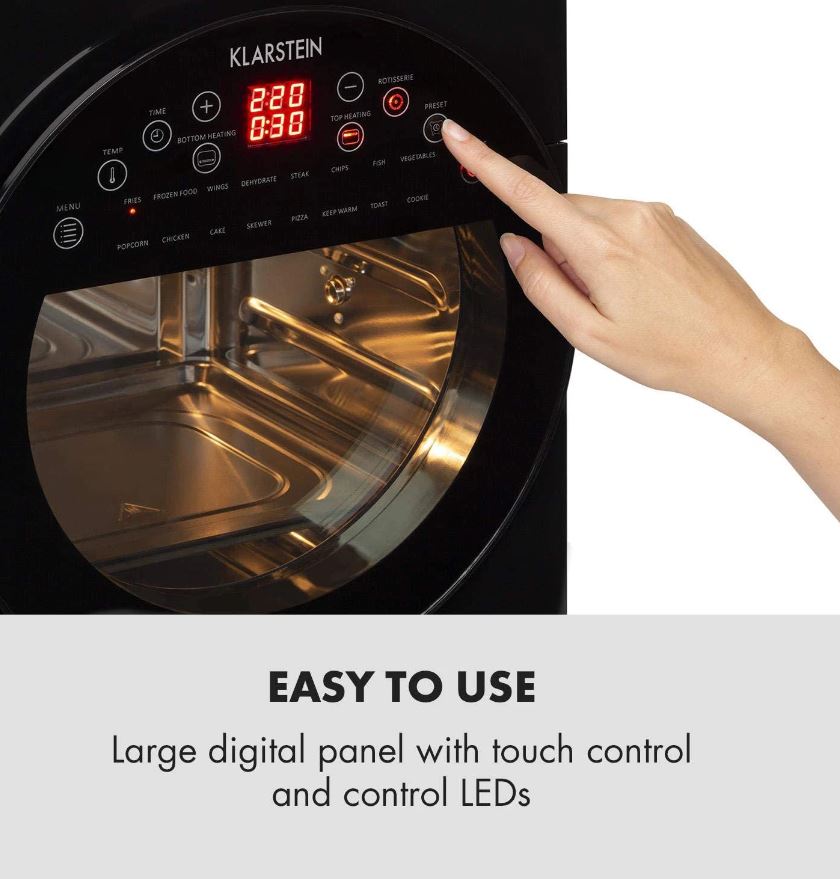 KLARSTEIN
TIME
+
2:20
0:30
−
ROTISSERIE
PRESET
TEMP
BOTTOM HEATING
TOP HEATING
MENU
FRIES FROZEN FOOD WINGS DEHYDRATE STEAK CHIPS FISH VEGETABLES
POPCORN CHICKEN CAKE SKEWER PIZZA KEEP WARM TOAST COOKIE
EASY TO USE
Large digital panel with touch control
and control LEDs